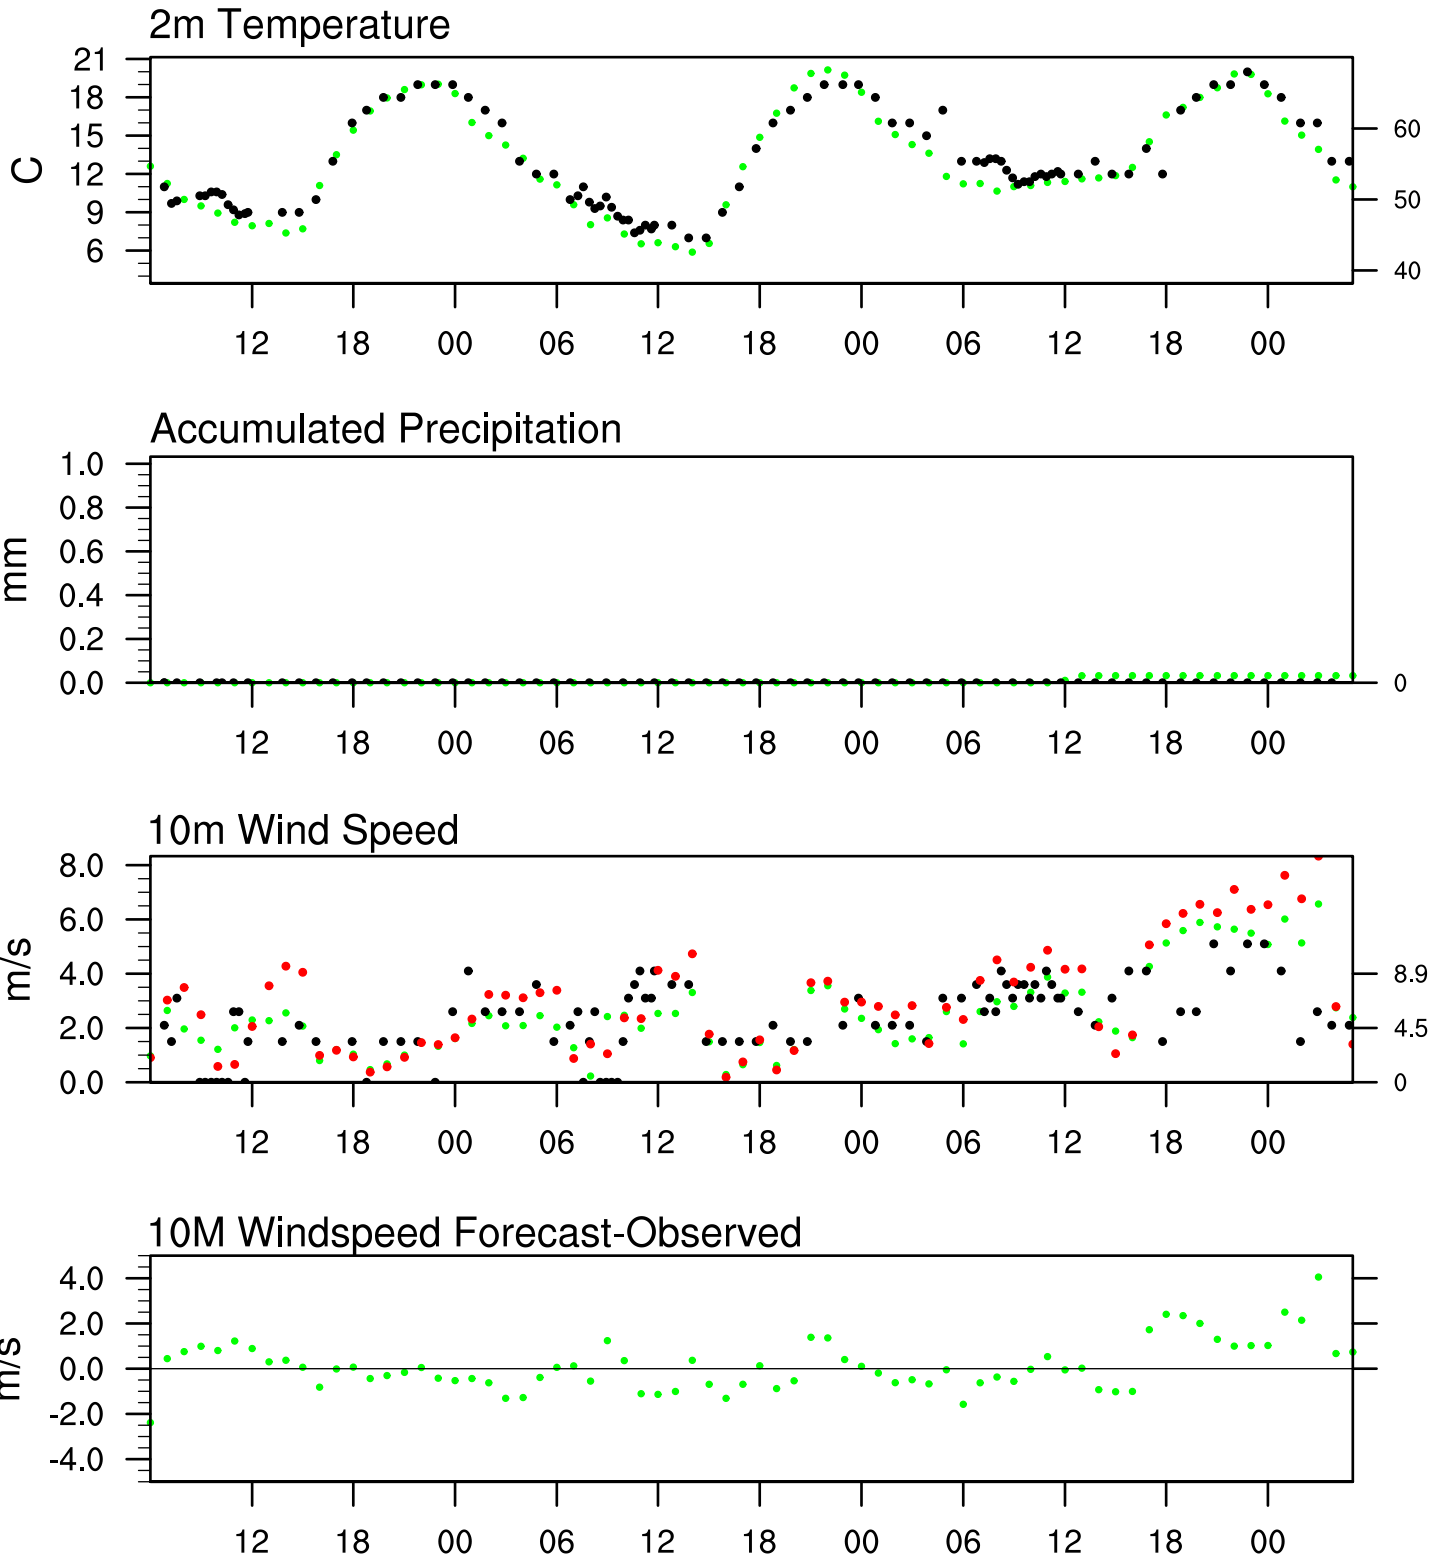 2m Temperature
21
18
15
12
9
6
C
60
50
40
12 18 00 06 12 18 00 06 12 18 00
Accumulated Precipitation
1.0
0.8
0.6
0.4
0.2
0.0
mm
0
12 18 00 06 12 18 00 06 12 18 00
10m Wind Speed
8.0
6.0
4.0
2.0
0.0
m/s
8.9
4.5
0
12 18 00 06 12 18 00 06 12 18 00
10M Windspeed Forecast-Observed
4.0
2.0
0.0
-2.0
-4.0
m/s
12 18 00 06 12 18 00 06 12 18 00